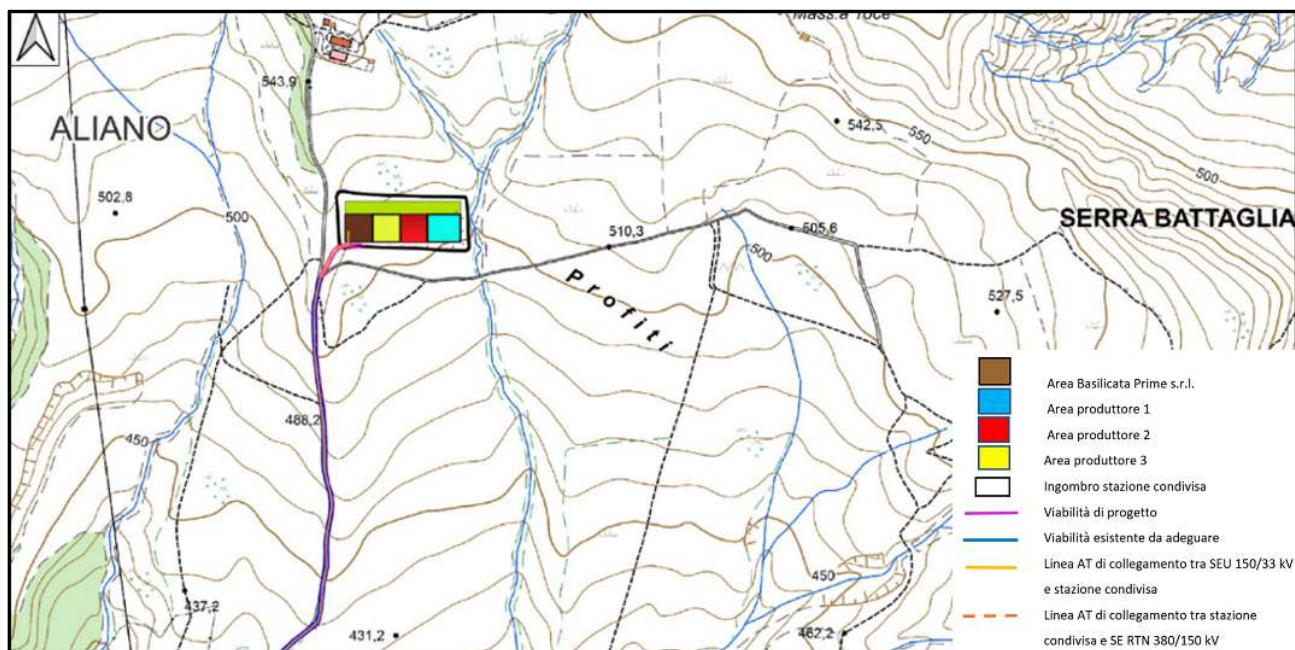 Mass.a Toce
543,9
ALIANO
542,5
550
502,8
500
500
SERRA BATTAGLIA
510,3
505,6
500
Profiti
527,5
488,2
450
450
437,2
431,2
462,2
Area Basilicata Prime s.r.l.
Area produttore 1
Area produttore 2
Area produttore 3
Ingombro stazione condivisa
Viabilità di progetto
Viabilità esistente da adeguare
Linea AT di collegamento tra SEU 150/33 kV
e stazione condivisa
Linea AT di collegamento tra stazione
condivisa e SE RTN 380/150 kV